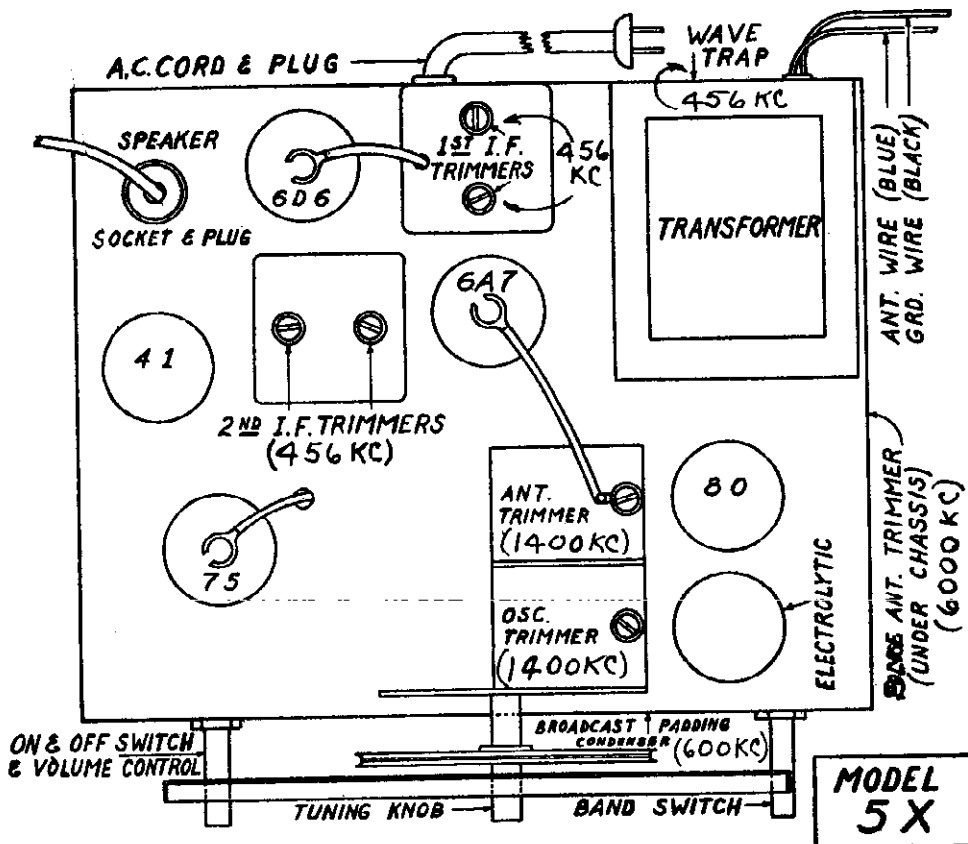 A.C. CORD & PLUG
WAVE
TRAP
456 KC
SPEAKER
SOCKET & PLUG
6D6
1ST I.F.
TRIMMERS
456
KC
TRANSFORMER
ANT. WIRE (BLUE)
GRD. WIRE (BLACK)
6A7
41
2ND I.F. TRIMMERS
(456 KC)
75
ANT.
TRIMMER
(1400 KC)
OSC.
TRIMMER
(1400 KC)
80
ELECTROLYTIC
ANT. TRIMMER
(UNDER CHASSIS)
(6000 KC)
BROADCAST PADDING
CONDENSER (600 KC)
ON & OFF SWITCH
& VOLUME CONTROL
TUNING KNOB
BAND SWITCH
MODEL
5X